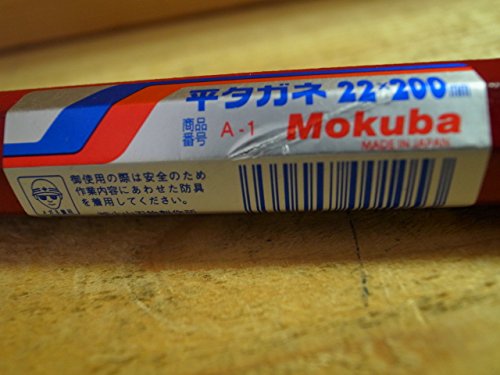 平タガネ 22×200mm
商品番号 A-1 Mokuba
MADE IN JAPAN
御使用の際は安全のため
作業内容にあわせた防具
を着用してください。